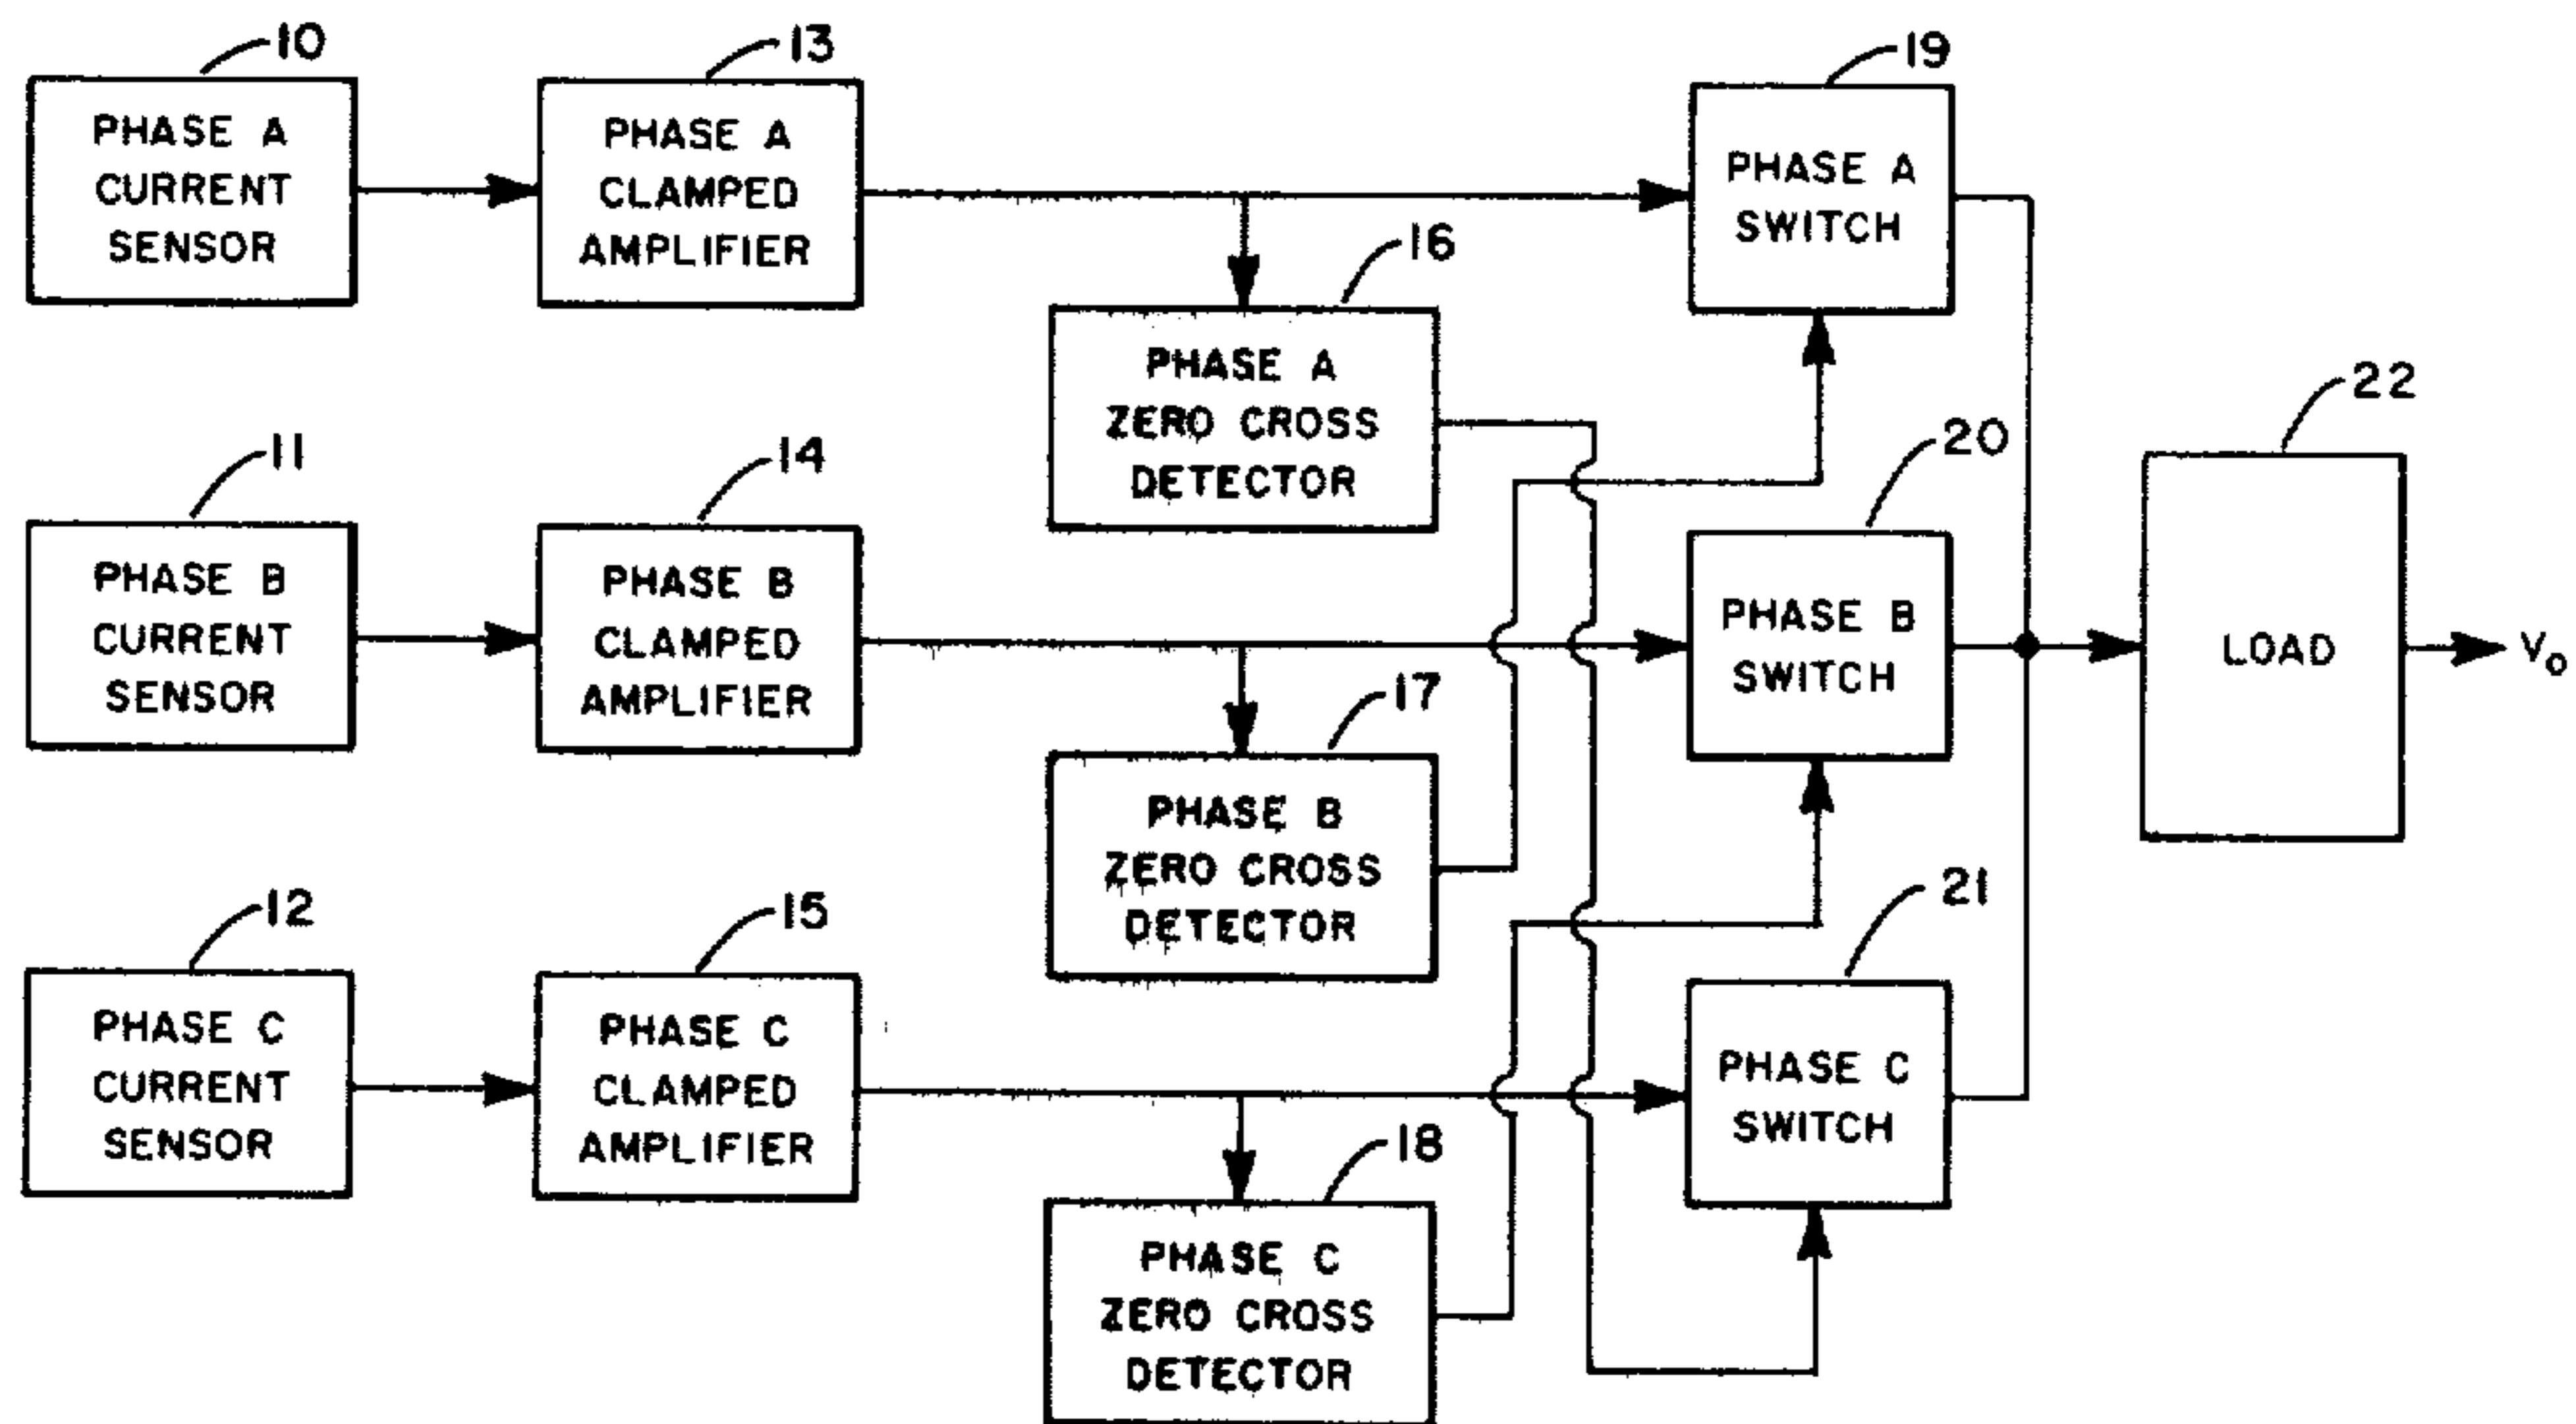 10
PHASE A
CURRENT
SENSOR
13
PHASE A
CLAMPED
AMPLIFIER
16
PHASE A
ZERO CROSS
DETECTOR
19
PHASE A
SWITCH
11
PHASE B
CURRENT
SENSOR
14
PHASE B
CLAMPED
AMPLIFIER
17
PHASE B
ZERO CROSS
DETECTOR
20
PHASE B
SWITCH
22
LOAD
Vo
12
PHASE C
CURRENT
SENSOR
15
PHASE C
CLAMPED
AMPLIFIER
18
PHASE C
ZERO CROSS
DETECTOR
21
PHASE C
SWITCH